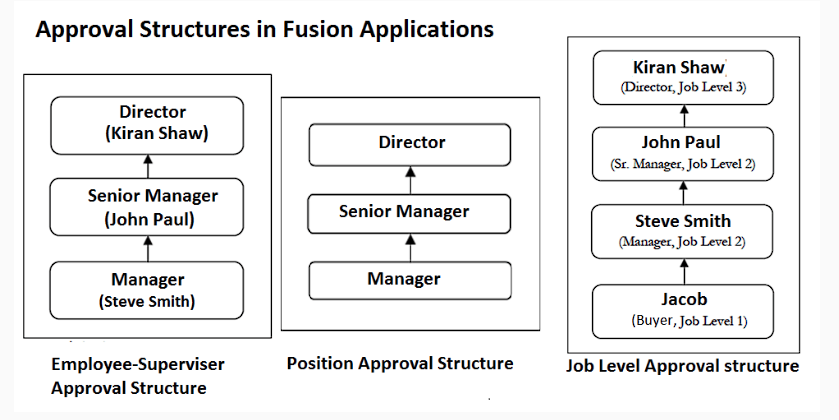 Approval Structures in Fusion Applications
Director
(Kiran Shaw)
Senior Manager
(John Paul)
Manager
(Steve Smith)
Employee-Superviser
Approval Structure
Director
Senior Manager
Manager
Position Approval Structure
Kiran Shaw
(Director, Job Level 3)
John Paul
(Sr. Manager, Job Level 2)
Steve Smith
(Manager, Job Level 2)
Jacob
(Buyer, Job Level 1)
Job Level Approval structure